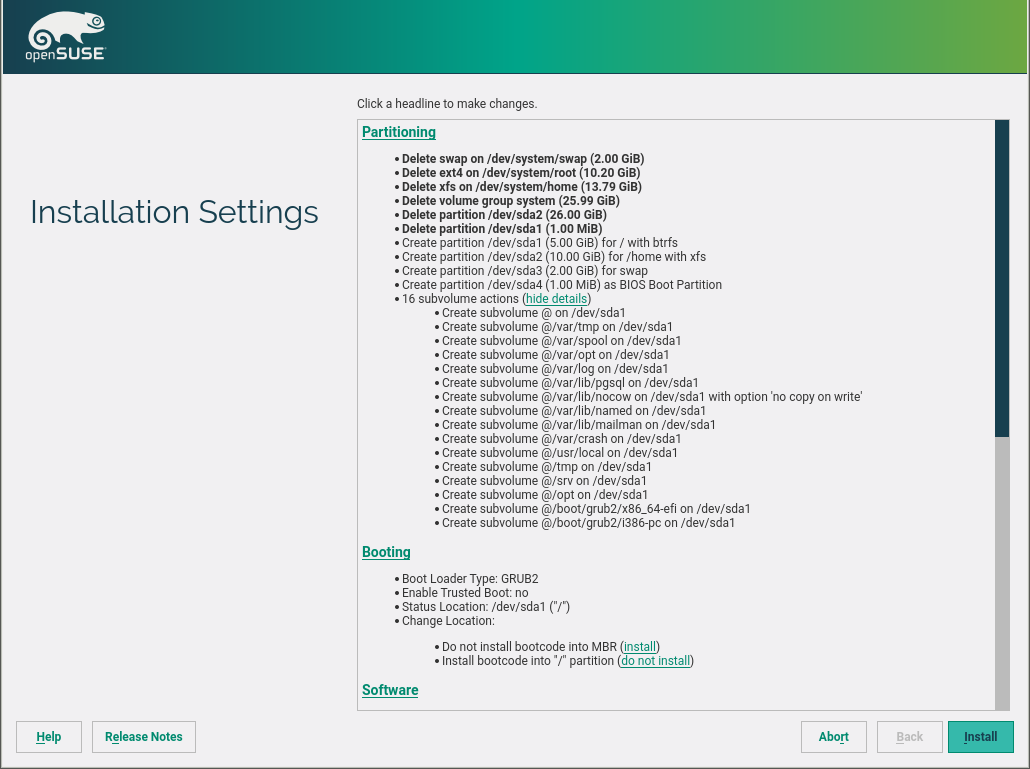 openSUSE
Click a headline to make changes.
Installation Settings
Partitioning
• Delete swap on /dev/system/swap (2.00 GiB)
• Delete ext4 on /dev/system/root (10.20 GiB)
• Delete xfs on /dev/system/home (13.79 GiB)
• Delete volume group system (25.99 GiB)
• Delete partition /dev/sda2 (26.00 GiB)
• Delete partition /dev/sda1 (1.00 MiB)
• Create partition /dev/sda1 (5.00 GiB) for / with btrfs
• Create partition /dev/sda2 (10.00 GiB) for /home with xfs
• Create partition /dev/sda3 (2.00 GiB) for swap
• Create partition /dev/sda4 (1.00 MiB) as BIOS Boot Partition
• 16 subvolume actions (hide details)
• Create subvolume @ on /dev/sda1
• Create subvolume @/var/tmp on /dev/sda1
• Create subvolume @/var/spool on /dev/sda1
• Create subvolume @/var/opt on /dev/sda1
• Create subvolume @/var/log on /dev/sda1
• Create subvolume @/var/lib/pgsql on /dev/sda1
• Create subvolume @/var/lib/nocow on /dev/sda1 with option 'no copy on write'
• Create subvolume @/var/lib/named on /dev/sda1
• Create subvolume @/var/lib/mailman on /dev/sda1
• Create subvolume @/var/crash on /dev/sda1
• Create subvolume @/usr/local on /dev/sda1
• Create subvolume @/tmp on /dev/sda1
• Create subvolume @/srv on /dev/sda1
• Create subvolume @/opt on /dev/sda1
• Create subvolume @/boot/grub2/x86_64-efi on /dev/sda1
• Create subvolume @/boot/grub2/i386-pc on /dev/sda1
Booting
• Boot Loader Type: GRUB2
• Enable Trusted Boot: no
• Status Location: /dev/sda1 ("/")
• Change Location:
• Do not install bootcode into MBR (install)
• Install bootcode into "/" partition (do not install)
Software
Help
Release Notes
Abort
Back
Install